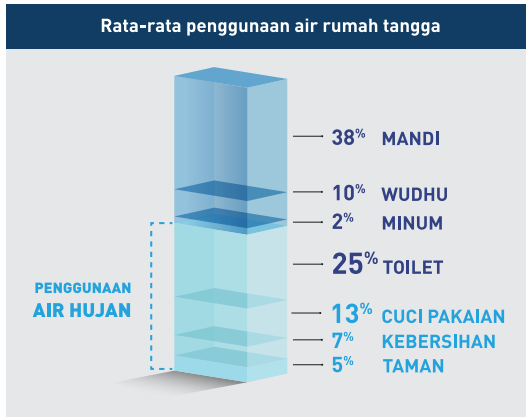 Rata-rata penggunaan air rumah tangga
38% MANDI
10% WUDHU
2% MINUM
25% TOILET
PENGGUNAAN
AIR HUJAN
13% CUCI PAKAIAN
7% KEBERSIHAN
5% TAMAN